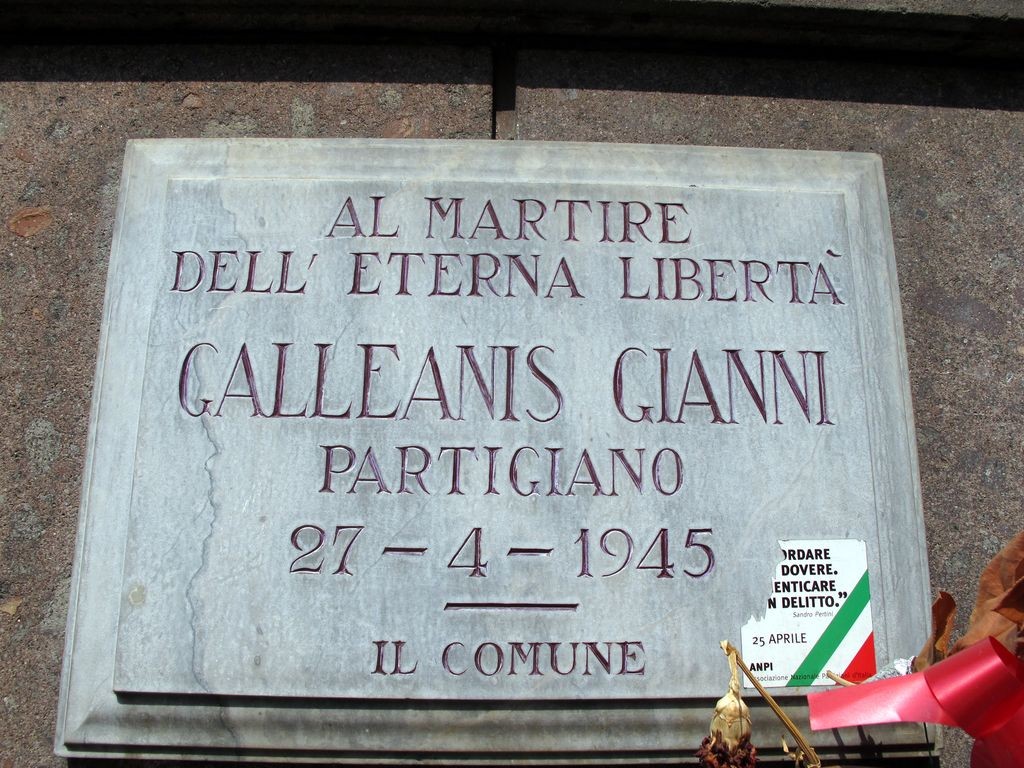 AL MARTIRE
DELL' ETERNA LIBERTÀ
GALLEANIS GIANNI
PARTIGIANO
27-4-1945
IL COMUNE
ORDARE
DOVERE.
ENTICARE
N DELITTO."
Sandro Pertini
25 APRILE
ANPI
ssociazione Nazionale d'Italia